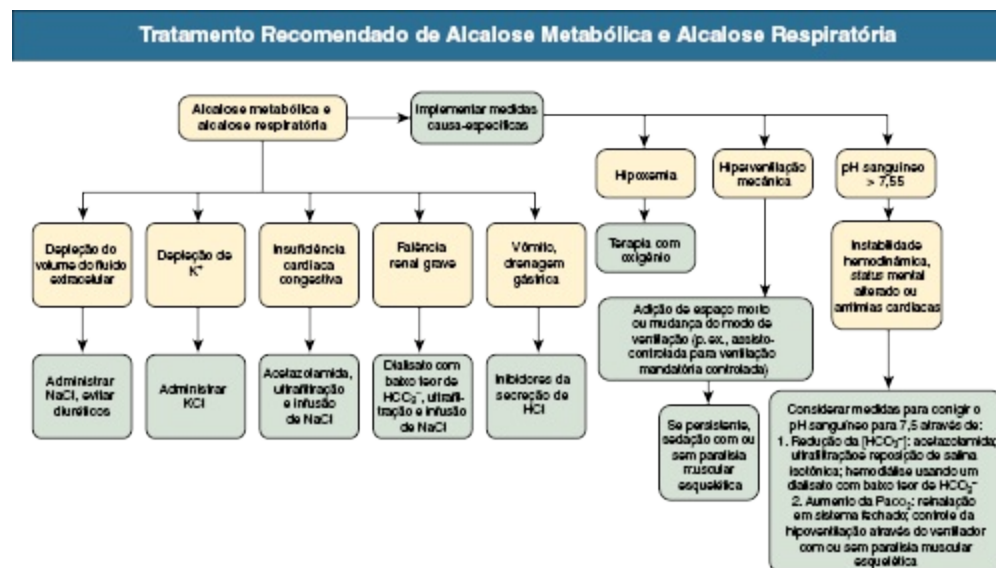 Tratamento Recomendado de Alcalose Metabólica e Alcalose Respiratória
Alcalose metabólica e
alcalose respiratória
Implementar medidas
causa-específicas
Hipoxemia
Hiperventilação
mecânica
pH sanguíneo
> 7,55
Depleção do
volume do fluido
extracelular
Depleção de
K⁺
Insuficiência
cardíaca
congestiva
Falência
renal grave
Vômito,
drenagem
gástrica
Terapia com
oxigênio
Instabilidade
hemodinâmica,
status mental
alterado ou
arritmias cardíacas
Adição de espaço morto
ou mudança do modo de
ventilação (p. ex., assisto-
controlada para ventilação
mandatória controlada)
Administrar
NaCl, evitar
diuréticos
Administrar
KCl
Acetazolamida,
ultrafiltração
e infusão
de NaCl
Dialisato com
baixo teor de
HCO₃⁻, ultrafil-
tração e infusão
de NaCl
Inibidores da
secreção de
HCl
Se persistente,
sedação com ou
sem paralisia
muscular
esquelética
Considerar medidas para corrigir o
pH sanguíneo para 7,5 através de:
1. Redução da [HCO₃⁻]: acetazolamida;
ultrafiltração e reposição de salina
isotônica; hemodiálise usando um
dialisato com baixo teor de HCO₃⁻
2. Aumento da Paco₂: reinalação
em sistema fechado; controle da
hipoventilação através do ventilador
com ou sem paralisia muscular
esquelética